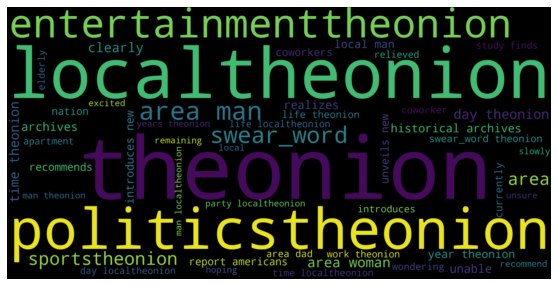 entertainmenttheonion
clearly
coworkers
local man
relieved
study finds
elderly
localtheonion
nation
excited
area man
realizes
life theonion
coworker
day theonion
years theonion
life localtheonion
archives
introduces new
swear_word
unveils new
historical archives
time theonion
apartment
remaining
swear_word theonion
local
slowly
recommends
theonion
area
man theonion
man localtheonion
currently
unsure
party localtheonion
introduces
politicstheonion
sportstheonion
area dad
work theonion
year theonion
report americans
area woman
wondering
unable
day localtheonion
hoping
time localtheonion
recommend